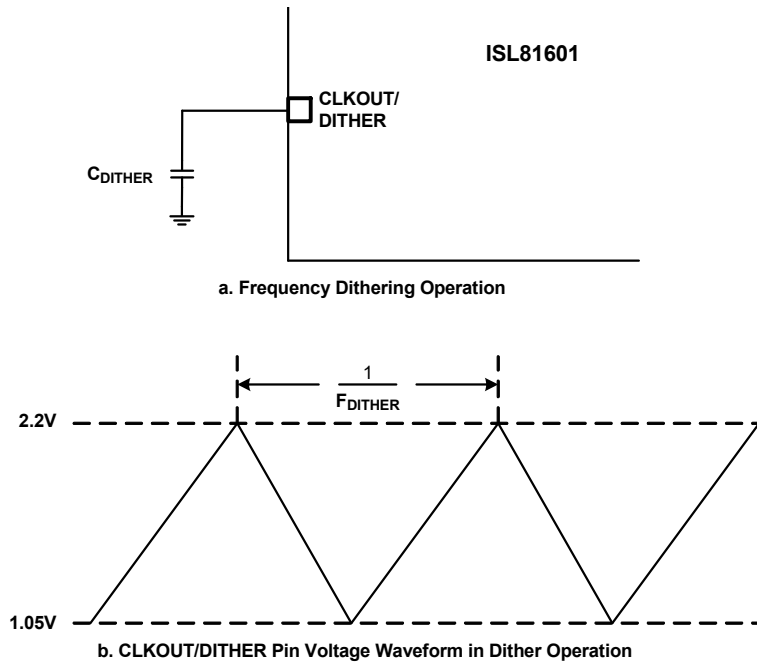 ISL81601
CLKOUT/
DITHER
CDITHER
a. Frequency Dithering Operation
1
FDITHER
2.2V
1.05V
b. CLKOUT/DITHER Pin Voltage Waveform in Dither Operation